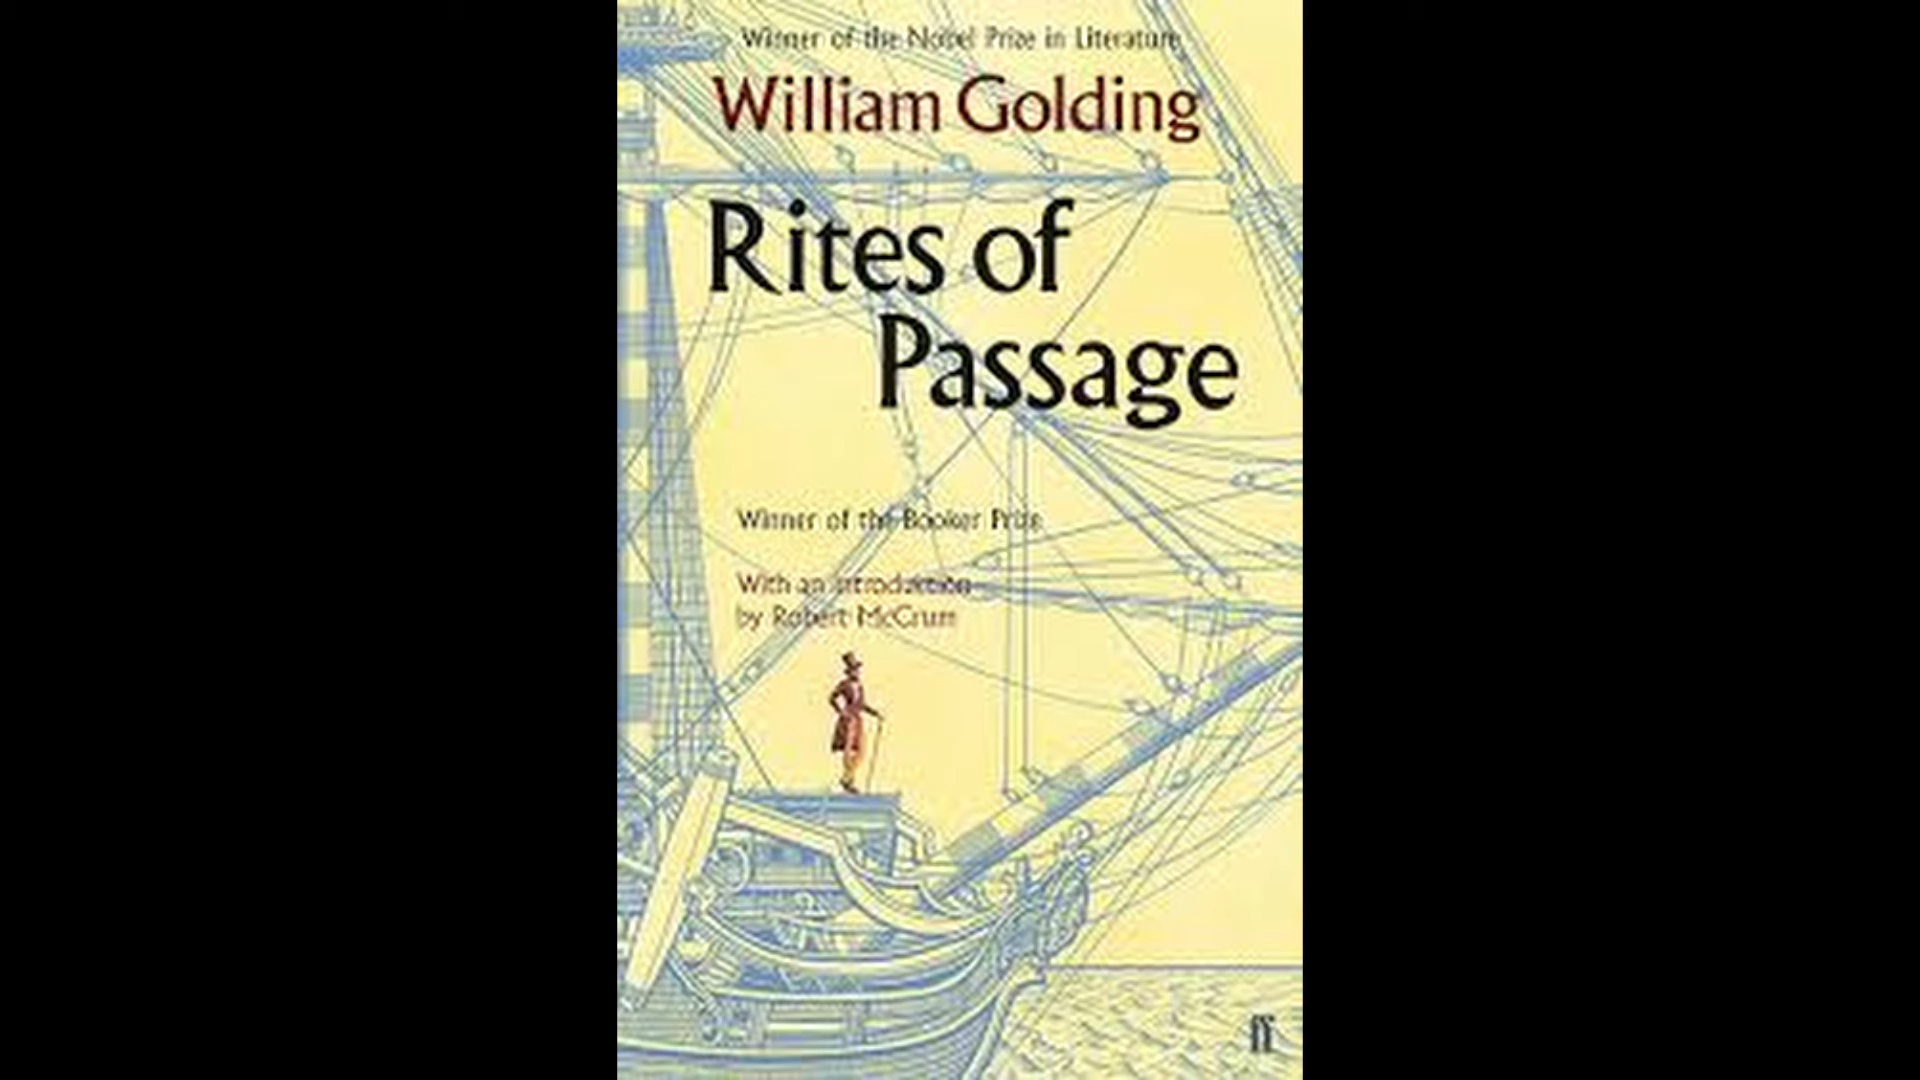 Winner of the Nobel Prize in Literature
William Golding
Rites of
Passage
Winner of the Booker Prize
With an introduction
by Robert McCrum
ff